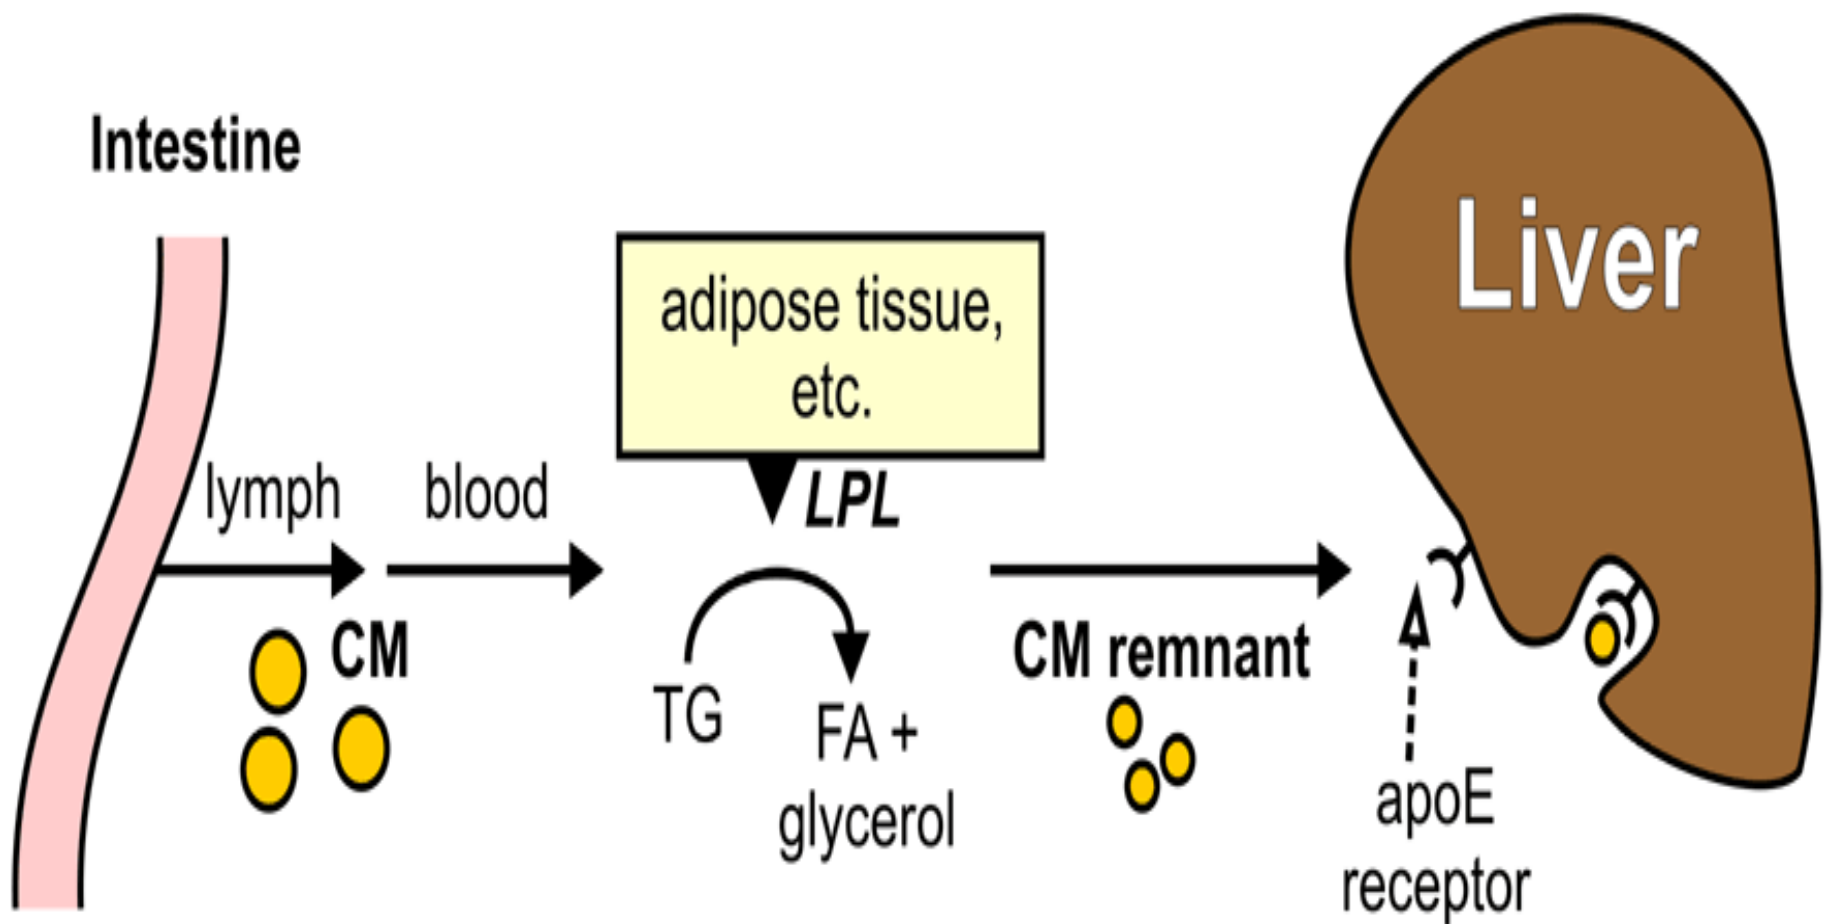 Intestine
Liver
adipose tissue,
etc.
lymph
blood
LPL
CM
TG
FA +
glycerol
CM remnant
apoE
receptor